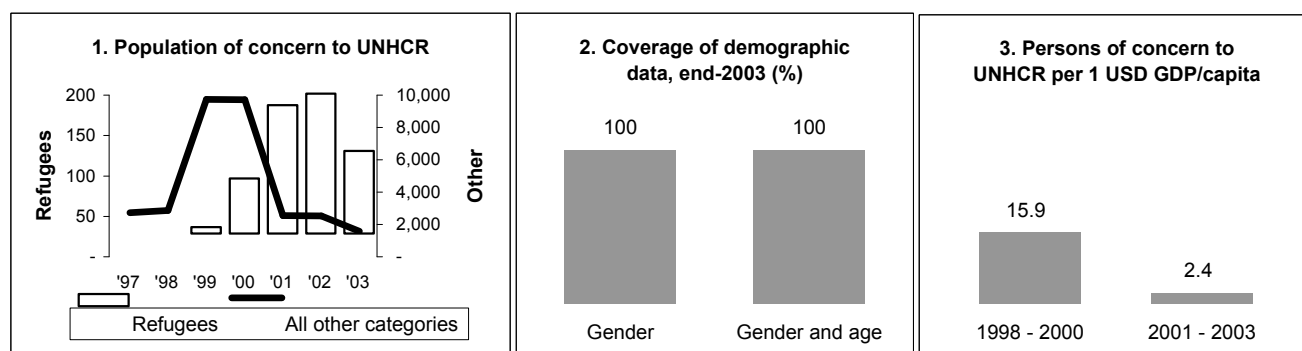 1. Population of concern to UNHCR
200
150
100
50
-
Refugees
10,000
8,000
6,000
4,000
2,000
-
Other
'97 '98 '99 '00 '01 '02 '03
Refugees All other categories
2. Coverage of demographic
data, end-2003 (%)
100 100
Gender Gender and age
3. Persons of concern to
UNHCR per 1 USD GDP/capita
15.9
2.4
1998 - 2000 2001 - 2003